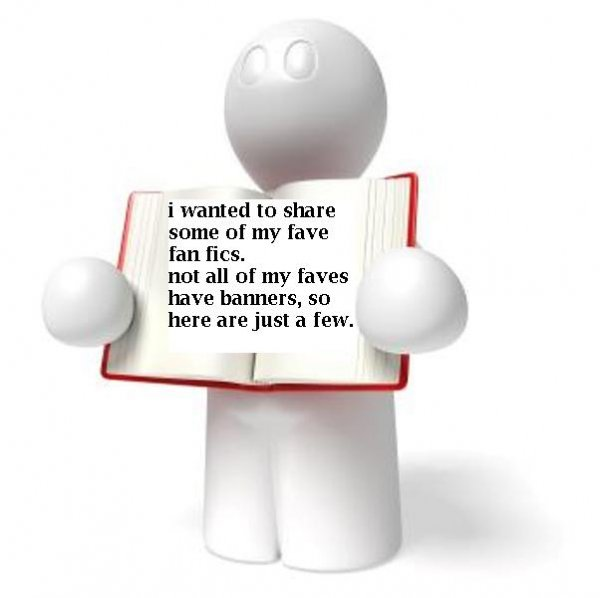 i wanted to share
some of my fave
fan fics.
not all of my faves
have banners, so
here are just a few.